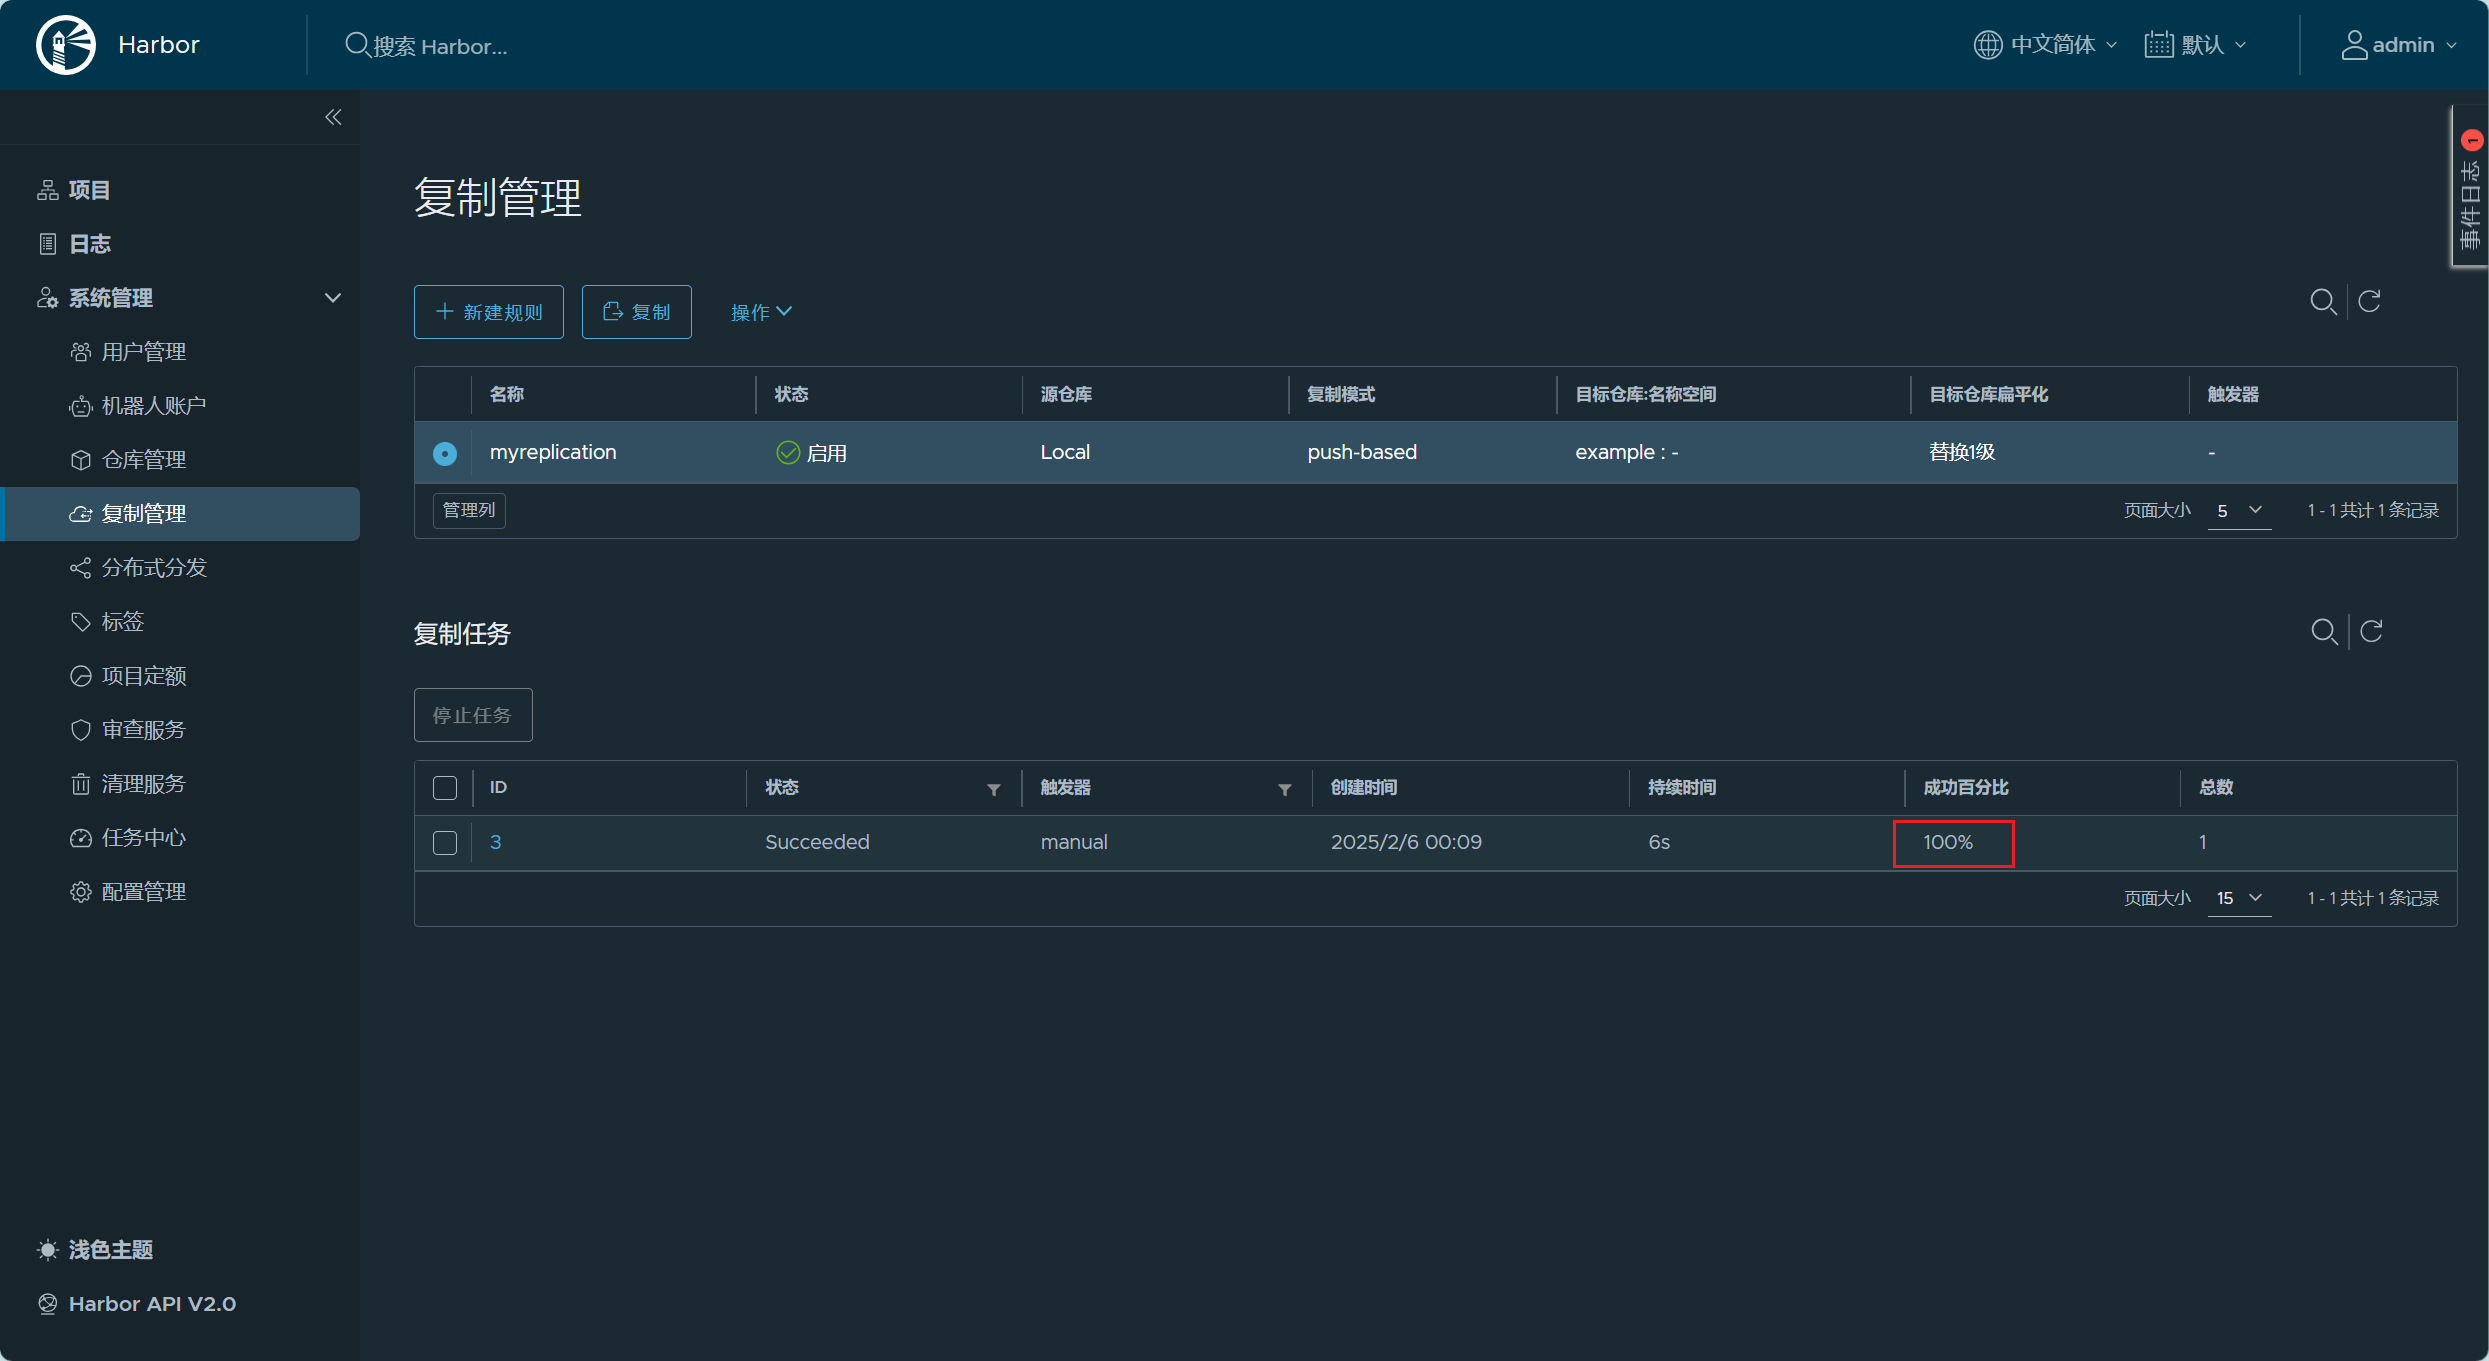 Harbor
搜索 Harbor...
中文简体
默认
admin
1
事件日志
项目
日志
系统管理
用户管理
机器人账户
仓库管理
复制管理
分布式分发
标签
项目定额
审查服务
清理服务
任务中心
配置管理
浅色主题
Harbor API V2.0
复制管理
新建规则 复制 操作
名称 状态 源仓库 复制模式 目标仓库:名称空间 目标仓库扁平化 触发器
myreplication 启用 Local push-based example : - 替换1级 -
管理列 页面大小 5 1 - 1 共计 1 条记录
复制任务
停止任务
ID 状态 触发器 创建时间 持续时间 成功百分比 总数
3 Succeeded manual 2025/2/6 00:09 6s 100% 1
页面大小 15 1 - 1 共计 1 条记录